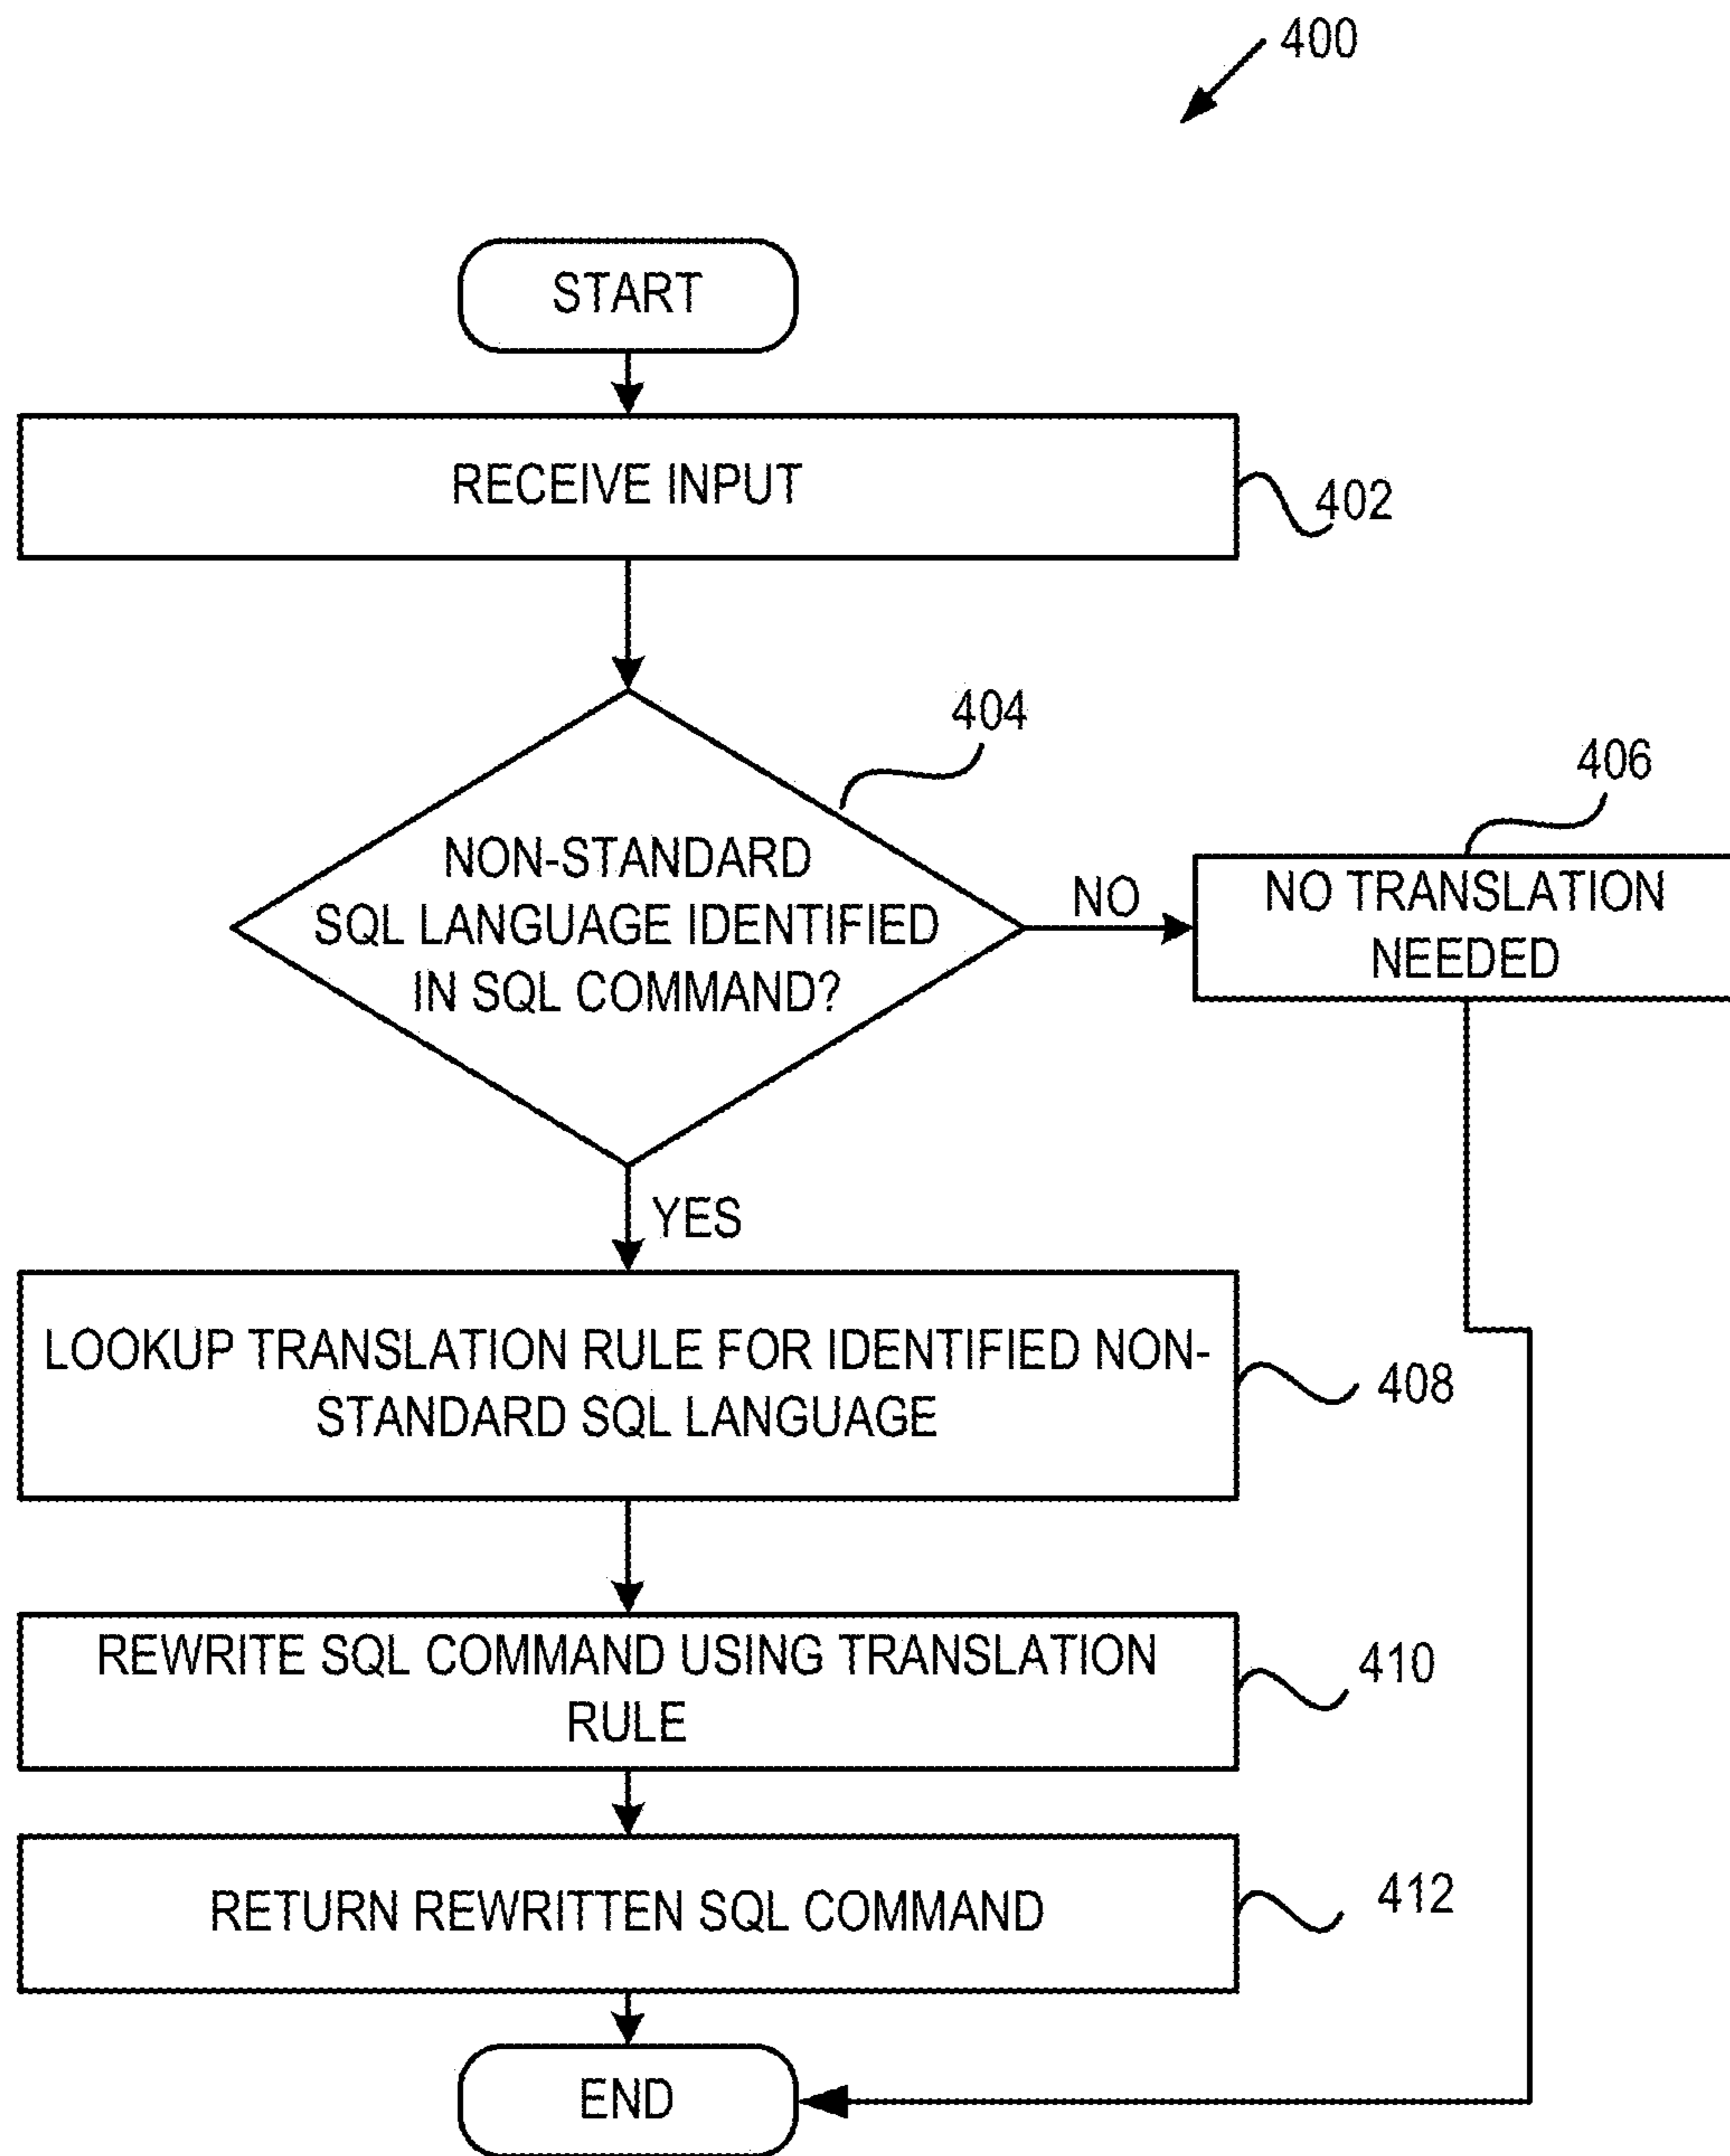 400
START
RECEIVE INPUT
402
404
NON-STANDARD
SQL LANGUAGE IDENTIFIED
IN SQL COMMAND?
NO
406
NO TRANSLATION
NEEDED
YES
LOOKUP TRANSLATION RULE FOR IDENTIFIED NON-
STANDARD SQL LANGUAGE
408
REWRITE SQL COMMAND USING TRANSLATION
RULE
410
RETURN REWRITTEN SQL COMMAND
412
END